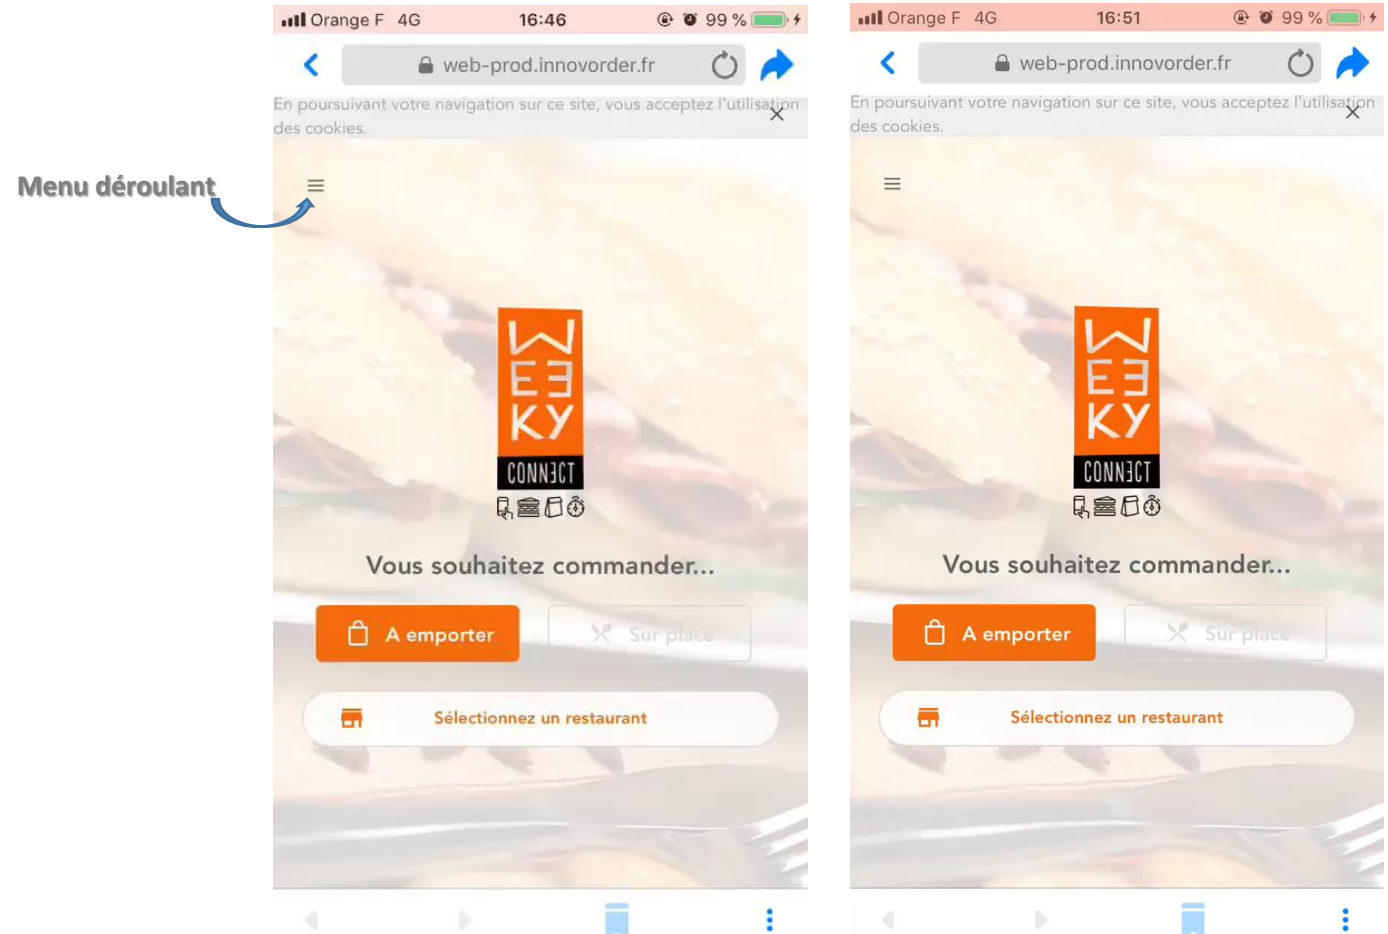 Orange F 4G 16:46 99 %
web-prod.innovorder.fr
En poursuivant votre navigation sur ce site, vous acceptez l'utilisation
des cookies.
Menu déroulant
WEEKY
CONNECT
Vous souhaitez commander...
A emporter
Sur place
Sélectionnez un restaurant
Orange F 4G 16:51 99 %
web-prod.innovorder.fr
En poursuivant votre navigation sur ce site, vous acceptez l'utilisation
des cookies.
WEEKY
CONNECT
Vous souhaitez commander...
A emporter
Sur place
Sélectionnez un restaurant